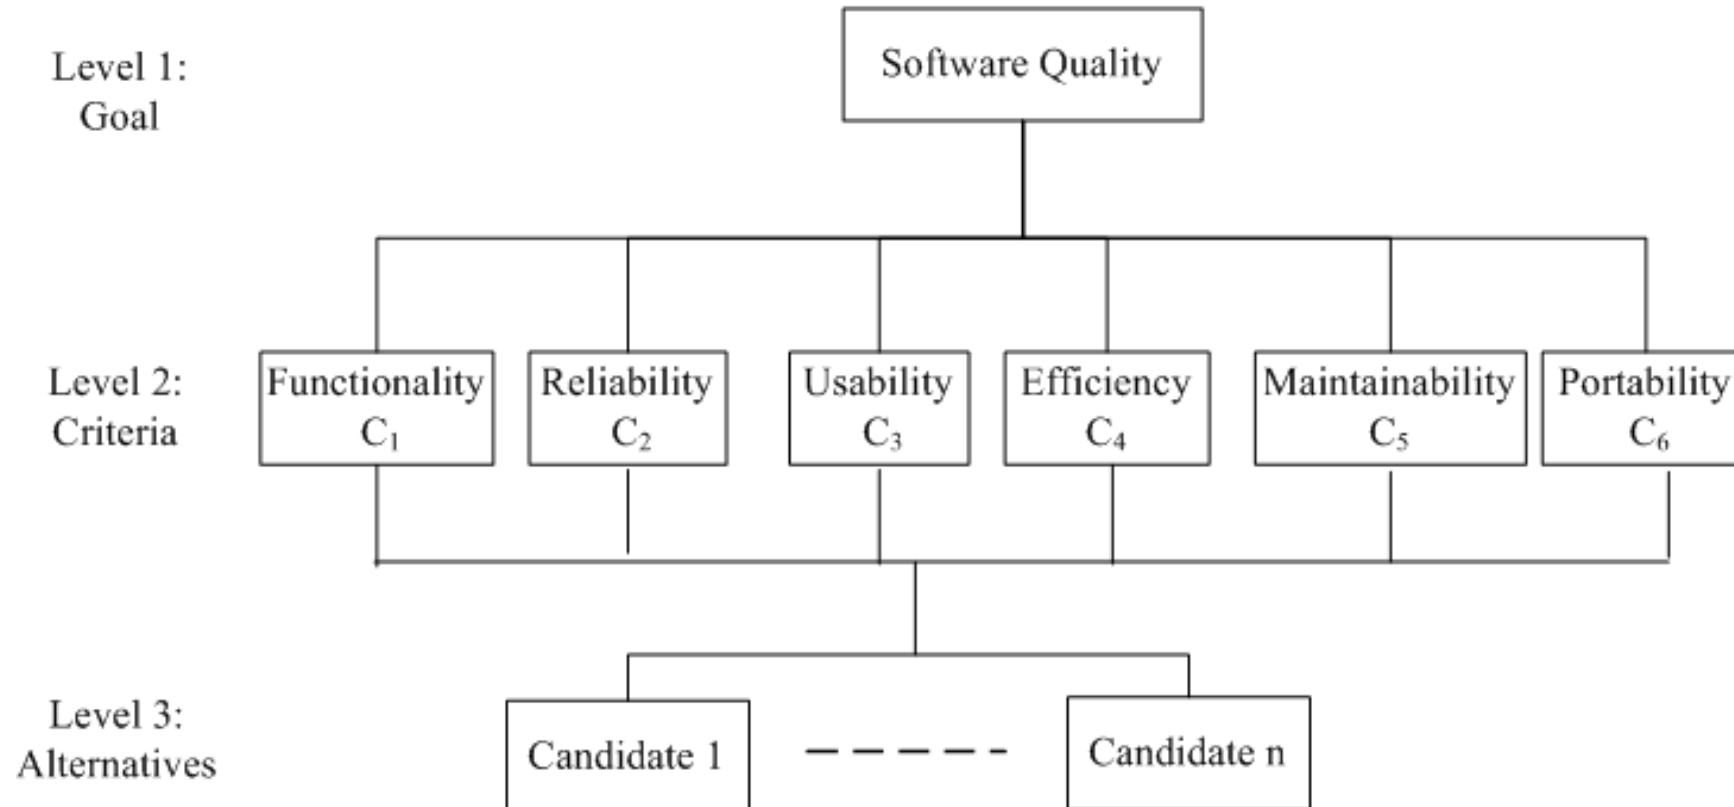 Level 1:
Goal
Software Quality
Level 2:
Criteria
Functionality
C₁
Reliability
C₂
Usability
C₃
Efficiency
C₄
Maintainability
C₅
Portability
C₆
Level 3:
Alternatives
Candidate 1
Candidate n